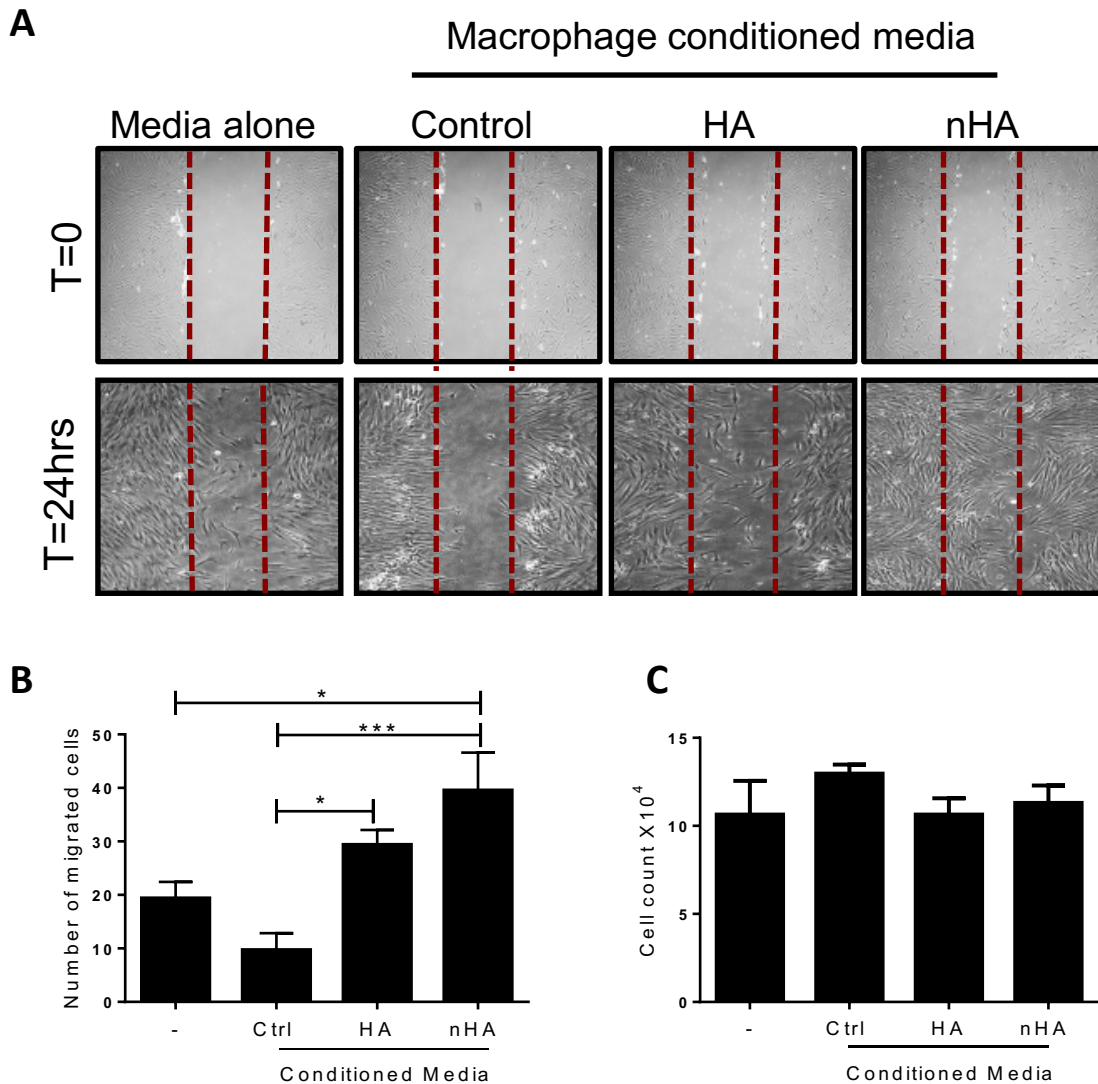 A
Macrophage conditioned media
Media alone
Control
HA
nHA
T=0
T=24hrs
B
*
***
*
Number of migrated cells
50
40
30
20
10
0
-
Ctrl
HA
nHA
Conditioned Media
C
Cell count X10⁴
15
10
5
0
-
Ctrl
HA
nHA
Conditioned Media